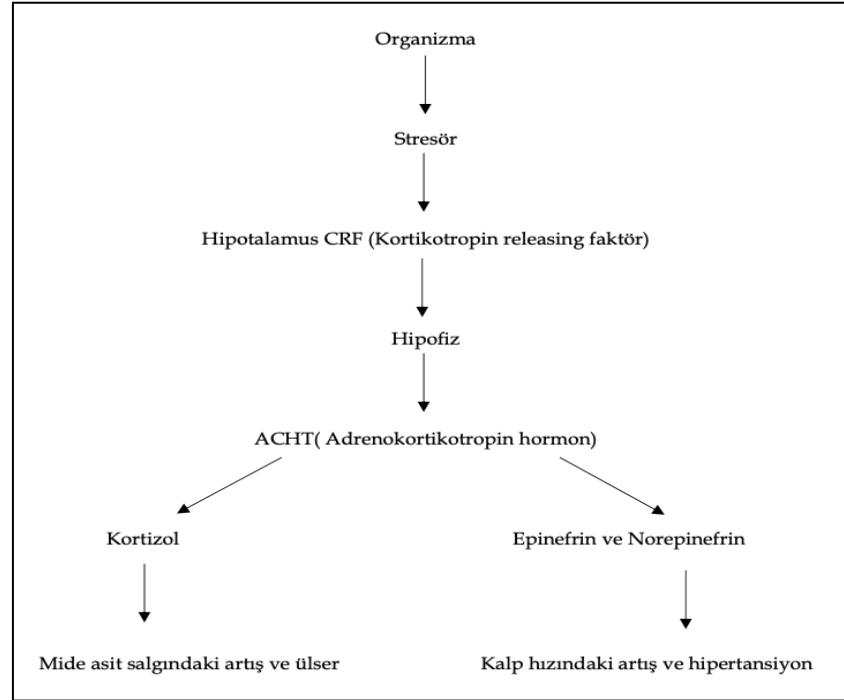 Organizma
Stresör
Hipotalamus CRF (Kortikotropin releasing faktör)
Hipofiz
ACHT( Adrenokortikotropin hormon)
Kortizol
Epinefrin ve Norepinefrin
Mide asit salgındaki artış ve ülser
Kalp hızındaki artış ve hipertansiyon